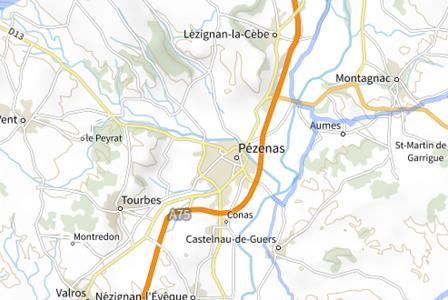 D13
Lézignan-la-Cèbe
Montagnac
Vent
Aumes
le Peyrat
Pézenas
St-Martin de
Garrigue
Tourbes
A75
Conas
Montredon
Castelnau-de-Guers
Valros
Nézignan-l'Évêque